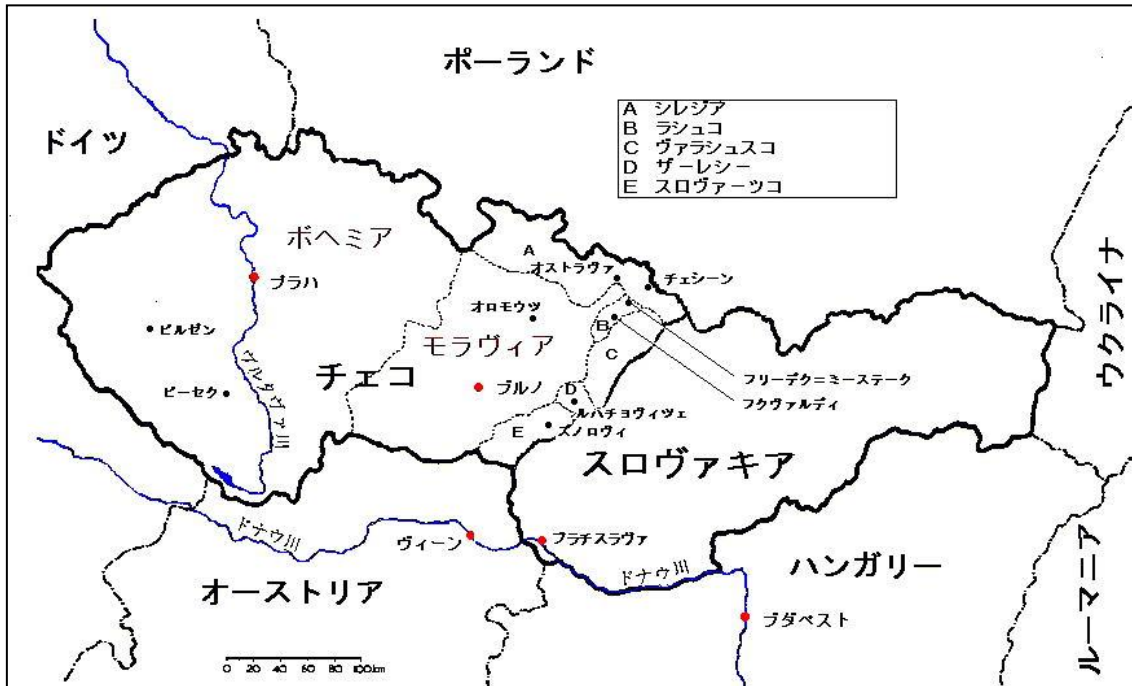 ポーランド
ドイツ
A シレジア
B ラシュコ
C ヴァラシュスコ
D ザーレシー
E スロヴァーツコ
ウクライナ
ボヘミア
A
オストラヴァ
チェシーン
プラハ
オロモウツ
ピルゼン
モラヴィア
B
C
チェコ
フリーデク＝ミーステーク
ブルノ
フクヴァルディ
ピーセク
D
ルハチョヴィツェ
ヴルタヴァ川
E
ズノロヴィ
スロヴァキア
ドナウ川
ヴィーン
ブラチスラヴァ
ドナウ川
ハンガリー
オーストリア
ルーマニア
ブダペスト
0 20 40 60 80 100km